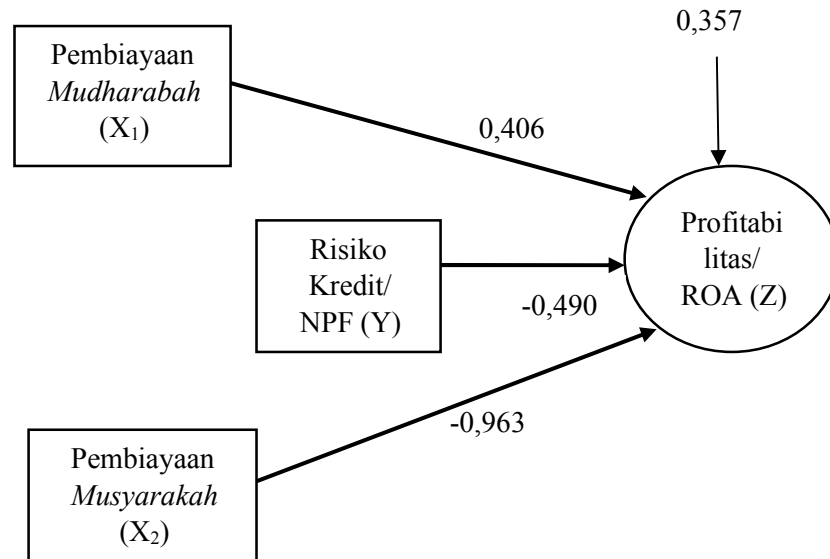 0,357
Pembiayaan
Mudharabah
(X₁)
0,406
Profitabi
litas/
ROA (Z)
Risiko
Kredit/
NPF (Y)
-0,490
-0,963
Pembiayaan
Musyarakah
(X₂)